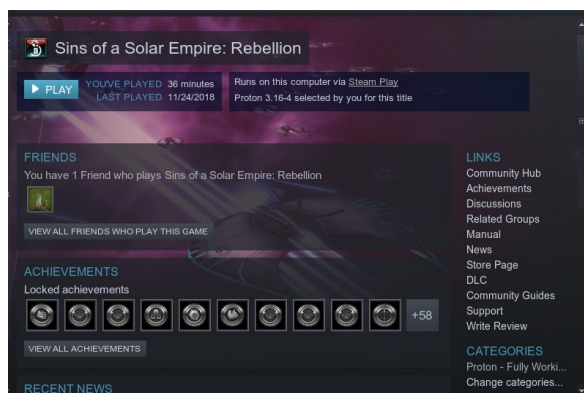 Sins of a Solar Empire: Rebellion
PLAY
YOU'VE PLAYED 36 minutes
LAST PLAYED 11/24/2018
Runs on this computer via Steam Play
Proton 3.16-4 selected by you for this title
FRIENDS
You have 1 Friend who plays Sins of a Solar Empire: Rebellion
VIEW ALL FRIENDS WHO PLAY THIS GAME
ACHIEVEMENTS
Locked achievements
+58
VIEW ALL ACHIEVEMENTS
RECENT NEWS
LINKS
Community Hub
Achievements
Discussions
Related Groups
Manual
News
Store Page
DLC
Community Guides
Support
Write Review
CATEGORIES
Proton - Fully Worki...
Change categories...